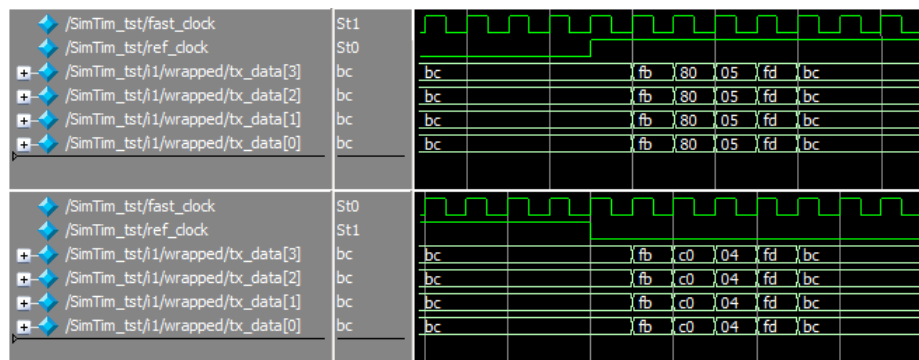 /SimTim_tst/fast_clock St1
/SimTim_tst/ref_clock St0
/SimTim_tst/i1/wrapped/tx_data[3] bc bc fb 80 05 fd bc
/SimTim_tst/i1/wrapped/tx_data[2] bc bc fb 80 05 fd bc
/SimTim_tst/i1/wrapped/tx_data[1] bc bc fb 80 05 fd bc
/SimTim_tst/i1/wrapped/tx_data[0] bc bc fb 80 05 fd bc
/SimTim_tst/fast_clock St0
/SimTim_tst/ref_clock St1
/SimTim_tst/i1/wrapped/tx_data[3] bc bc fb c0 04 fd bc
/SimTim_tst/i1/wrapped/tx_data[2] bc bc fb c0 04 fd bc
/SimTim_tst/i1/wrapped/tx_data[1] bc bc fb c0 04 fd bc
/SimTim_tst/i1/wrapped/tx_data[0] bc bc fb c0 04 fd bc